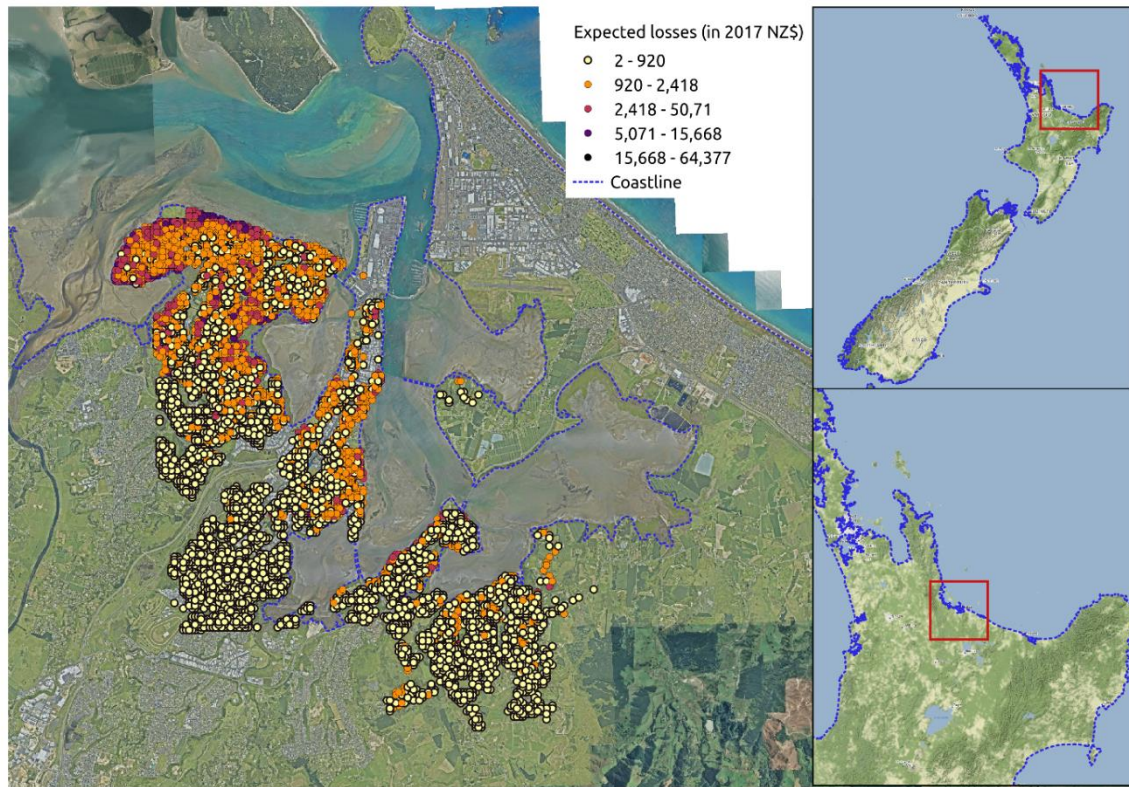 Expected losses (in 2017 NZ$)
2 - 920
920 - 2,418
2,418 - 50,71
5,071 - 15,668
15,668 - 64,377
Coastline